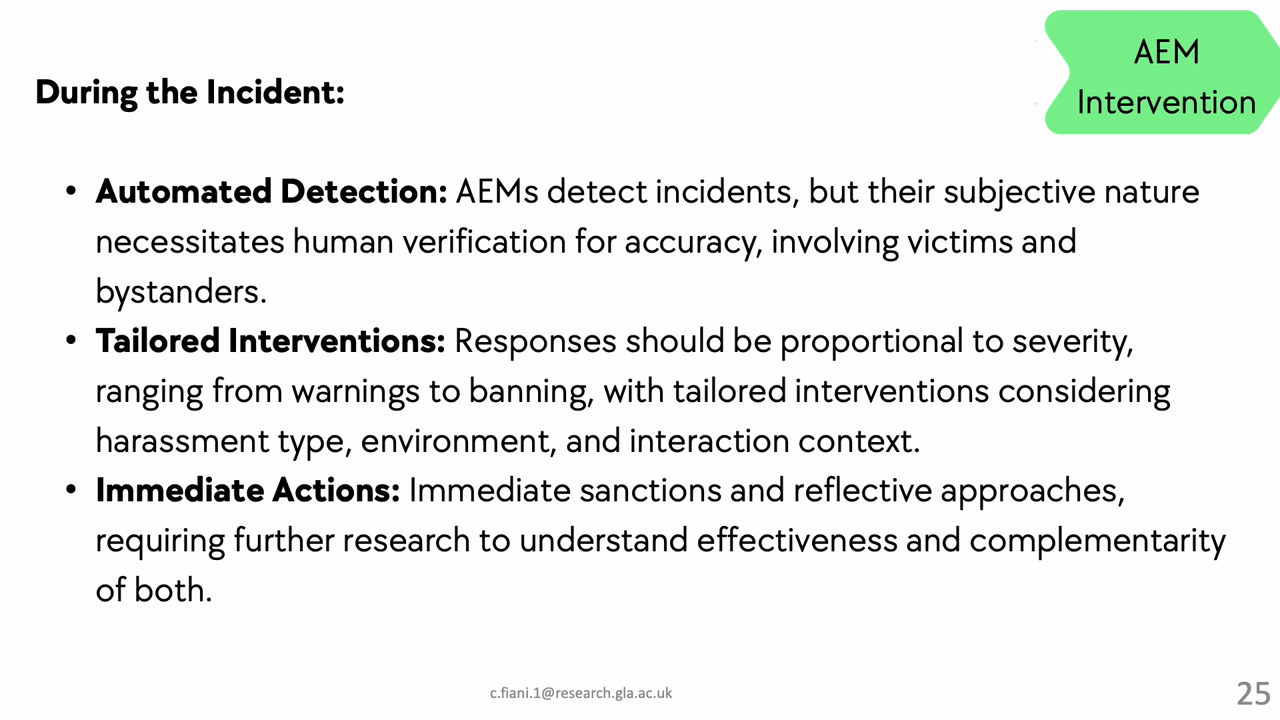 AEM
Intervention
During the Incident:
• Automated Detection: AEMs detect incidents, but their subjective nature
necessitates human verification for accuracy, involving victims and
bystanders.
• Tailored Interventions: Responses should be proportional to severity,
ranging from warnings to banning, with tailored interventions considering
harassment type, environment, and interaction context.
• Immediate Actions: Immediate sanctions and reflective approaches,
requiring further research to understand effectiveness and complementarity
of both.
c.fiani.1@research.gla.ac.uk
25